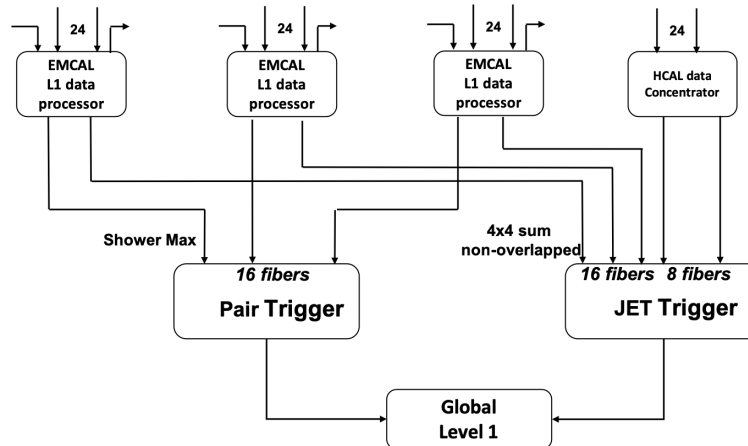 24
24
24
24
EMCAL
L1 data
processor
EMCAL
L1 data
processor
EMCAL
L1 data
processor
HCAL data
Concentrator
Shower Max
4x4 sum
non-overlapped
16 fibers
Pair Trigger
16 fibers
8 fibers
JET Trigger
Global
Level 1